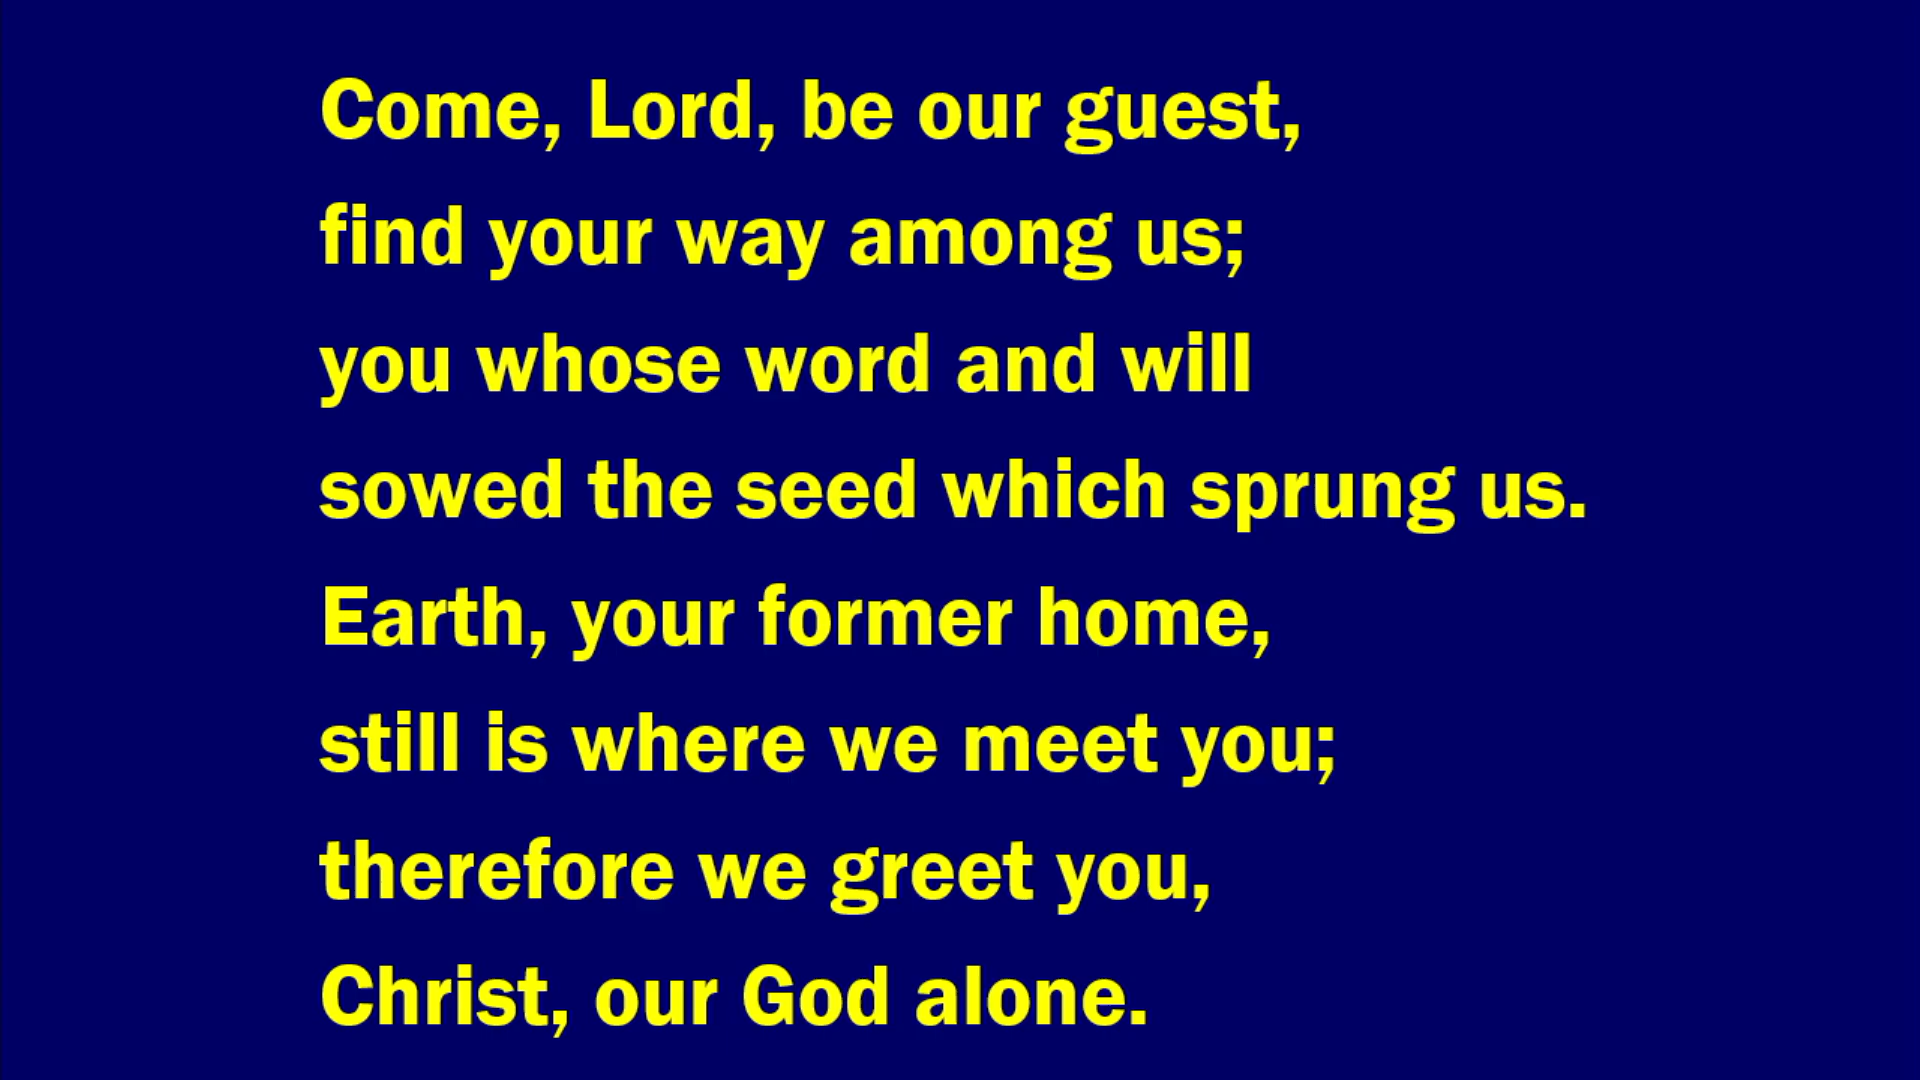 Come, Lord, be our guest,
find your way among us;
you whose word and will
sowed the seed which sprung us.
Earth, your former home,
still is where we meet you;
therefore we greet you,
Christ, our God alone.